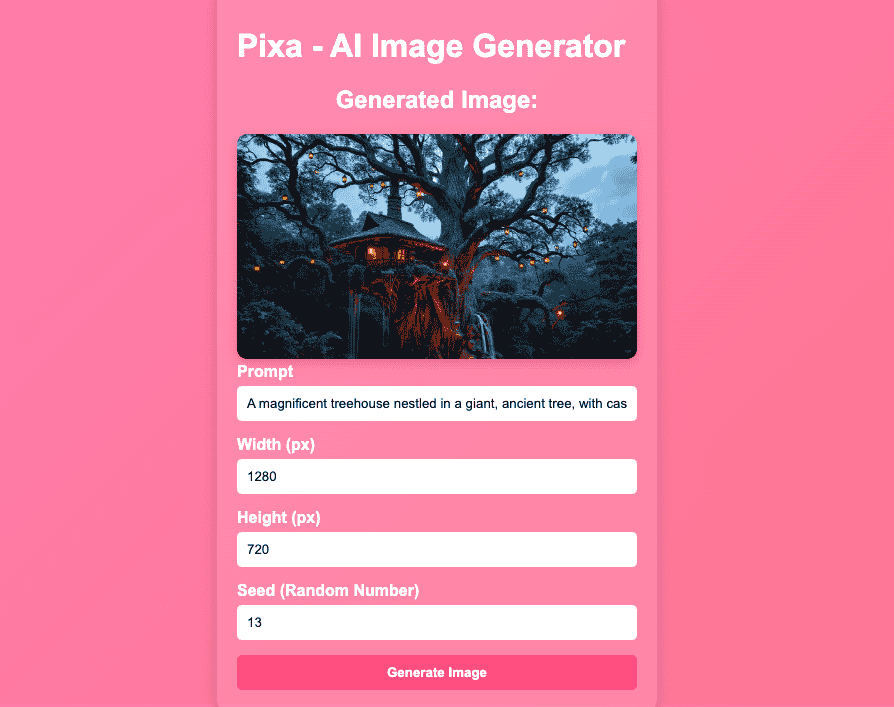 Pixa - AI Image Generator
Generated Image:
Prompt
A magnificent treehouse nestled in a giant, ancient tree, with cas
Width (px)
1280
Height (px)
720
Seed (Random Number)
13
Generate Image